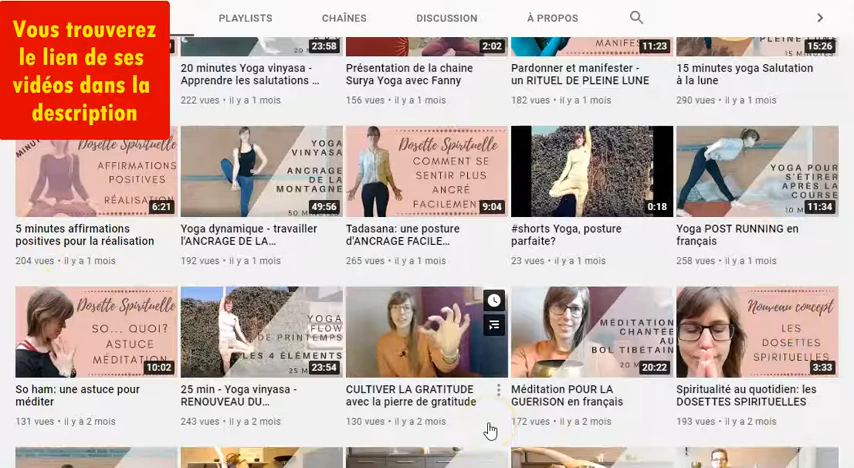 PLAYLISTS
CHAÎNES
DISCUSSION
À PROPOS
Vous trouverez
le lien de ses
vidéos dans la
description
23:58
2:02
MANIFES
11:23
15 MINUTES
15:26
20 minutes Yoga vinyasa -
Apprendre les salutations ...
222 vues • il y a 1 mois
Présentation de la chaine
Surya Yoga avec Fanny
156 vues • il y a 1 mois
Pardonner et manifester -
un RITUEL DE PLEINE LUNE
182 vues • il y a 1 mois
15 minutes yoga Salutation
à la lune
290 vues • il y a 1 mois
Dosette Spirituelle
AFFIRMATIONS
POSITIVES
RÉALISATION
6:21
YOGA
VINYASA
ANCRAGE
DE LA
MONTAGNE
50 M
49:56
Dosette Spirituelle
COMMENT SE
SENTIR PLUS
ANCRÉ
FACILEMEN
9:04
0:18
YOGA POUR
S'ÉTIRER
APRÈS LA
COURSE
10 M
11:34
5 minutes affirmations
positives pour la réalisation
204 vues • il y a 1 mois
Yoga dynamique - travailler
l'ANCRAGE DE LA...
192 vues • il y a 1 mois
Tadasana: une posture
d'ANCRAGE FACILE...
265 vues • il y a 1 mois
#shorts Yoga, posture
parfaite?
23 vues • il y a 1 mois
Yoga POST RUNNING en
français
258 vues • il y a 1 mois
Dosette Spirituelle
SO... QUOI?
ASTUCE
MÉDITATION
10:02
YOGA
FLOW
DE PRINTEMPS
LES 4 ÉLÉMENTS
23:54
MÉDITATION
CHANTÉE
AU
BOL TIBÉTAIN
20 M
20:22
Nouveau concept
LES
DOSETTES
SPIRITUELLES
3:33
So ham: une astuce pour
méditer
131 vues • il y a 2 mois
25 min - Yoga vinyasa -
RENOUVEAU DU...
243 vues • il y a 2 mois
CULTIVER LA GRATITUDE
avec la pierre de gratitude
130 vues • il y a 2 mois
Méditation POUR LA
GUERISON en français
172 vues • il y a 2 mois
Spiritualité au quotidien: les
DOSETTES SPIRITUELLES
193 vues • il y a 2 mois